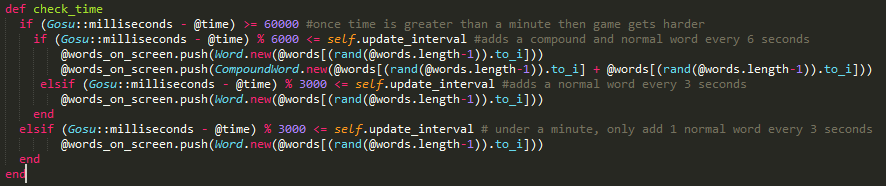 def check_time
  if (Gosu::milliseconds - @time) >= 60000 #once time is greater than a minute then game gets harder
    if (Gosu::milliseconds - @time) % 6000 <= self.update_interval #adds a compound and normal word every 6 seconds
      @words_on_screen.push(Word.new(@words[(rand(@words.length-1)).to_i]))
      @words_on_screen.push(CompoundWord.new(@words[(rand(@words.length-1)).to_i] + @words[(rand(@words.length-1)).to_i]))
    elsif (Gosu::milliseconds - @time) % 3000 <= self.update_interval #adds a normal word every 3 seconds
      @words_on_screen.push(Word.new(@words[(rand(@words.length-1)).to_i]))
    end
  elsif (Gosu::milliseconds - @time) % 3000 <= self.update_interval # under a minute, only add 1 normal word every 3 seconds
      @words_on_screen.push(Word.new(@words[(rand(@words.length-1)).to_i]))
  end
end